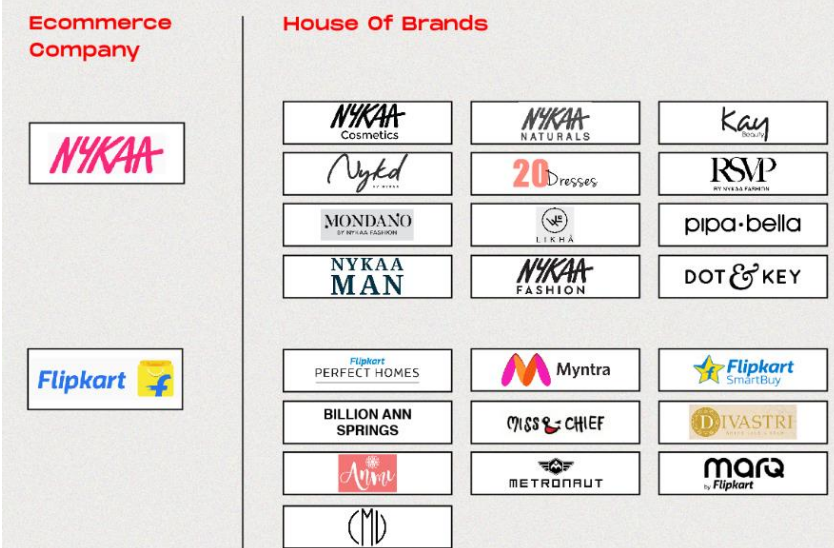 Ecommerce
Company
House Of Brands
NYKAA
NYKAA
Cosmetics
NYKAA
NATURALS
Kay
Beauty
Nykd
BY NYKAA
20Dresses
RSVP
BY NYKAA FASHION
MONDANO
BY NYKAA FASHION
LIKHA
pipa·bella
NYKAA
MAN
NYKAA
FASHION
DOT & KEY
Flipkart
Flipkart
PERFECT HOMES
Myntra
Flipkart
SmartBuy
BILLION ANN
SPRINGS
MISS & CHIEF
DIVASTRI
Anmi
METRONAUT
MarQ
by Flipkart